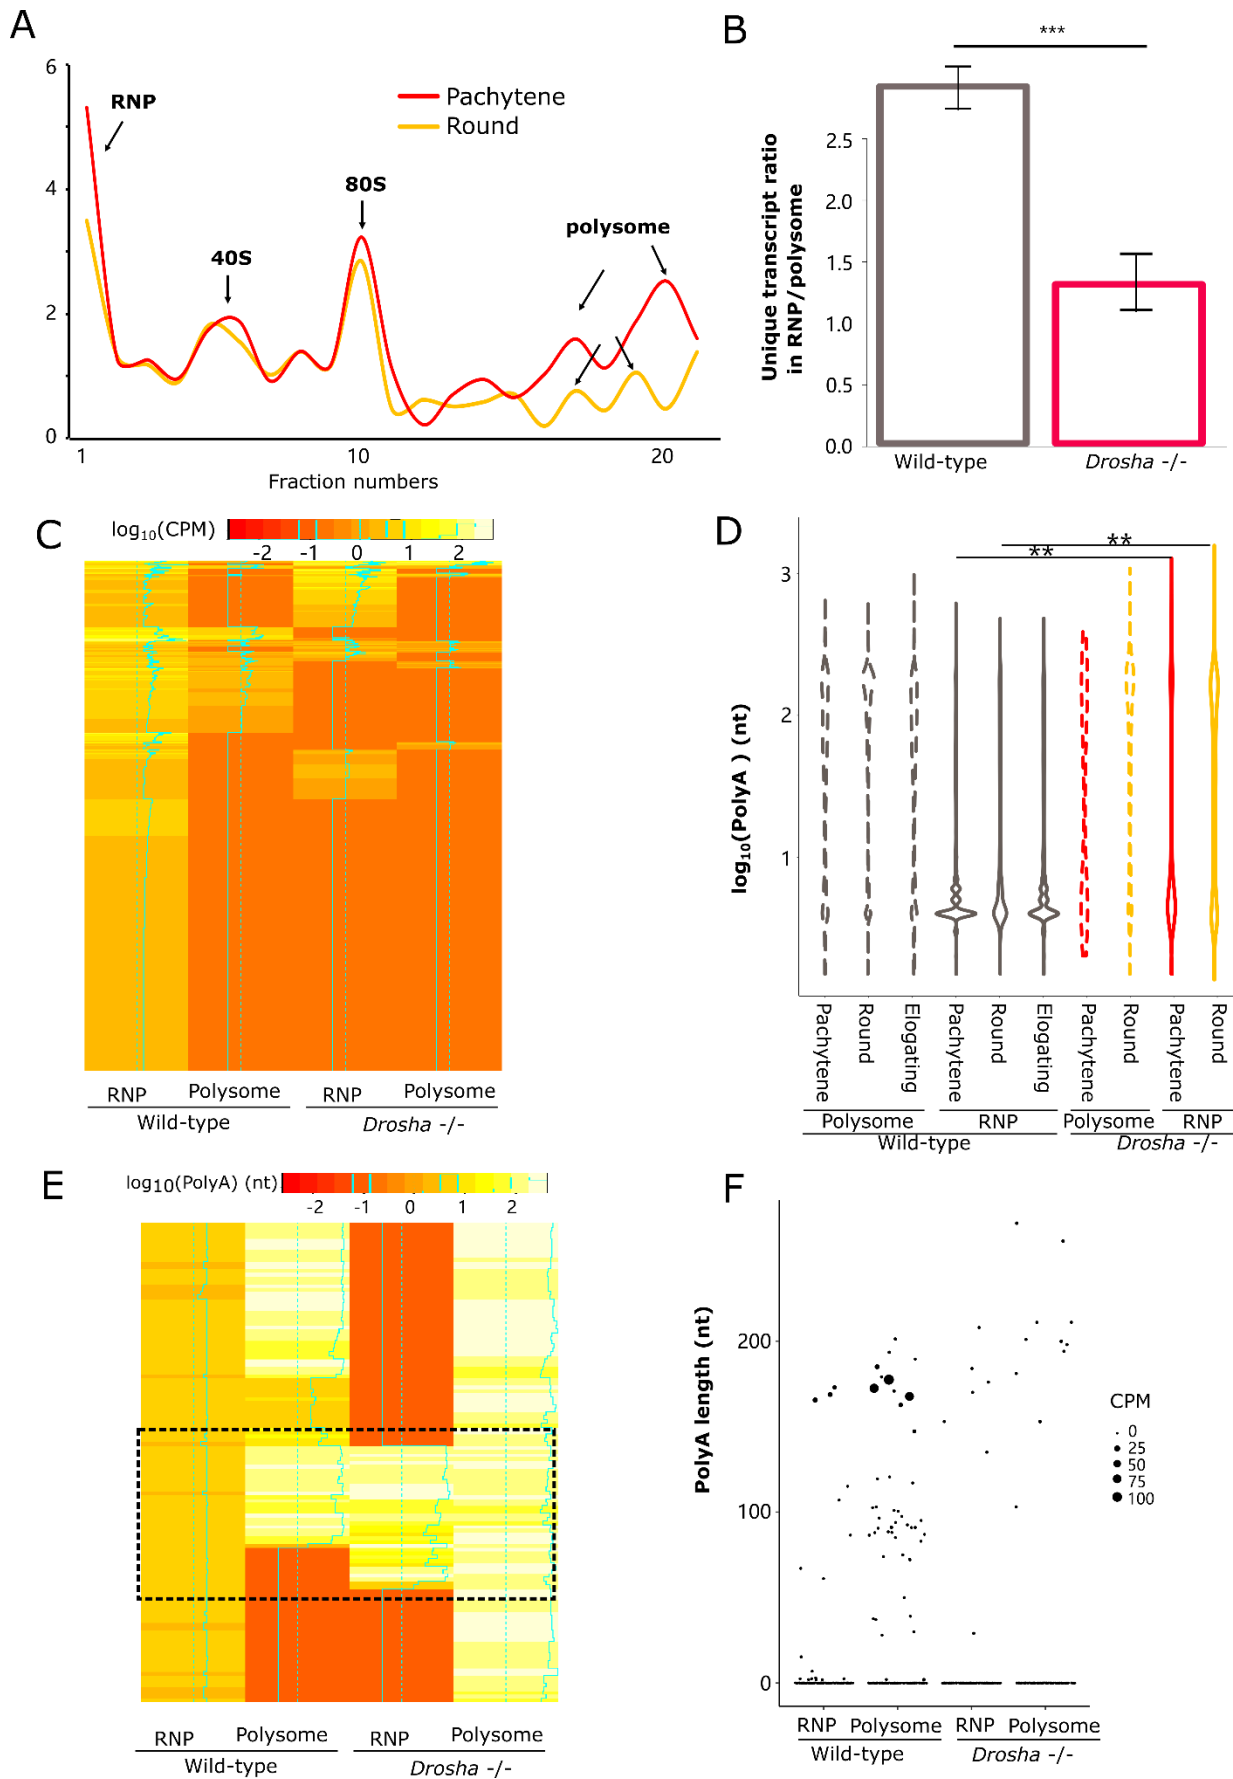 A
6
4
2
0
RNP
40S
80S
polysome
Pachytene
Round
1
10
20
Fraction numbers
B
***
Unique transcript ratio
in RNP/polysome
2.5
2.0
1.5
1.0
0.5
0.0
Wild-type
Drosha -/-
C
log10(CPM)
-2 -1 0 1 2
RNP
Polysome
RNP
Polysome
Wild-type
Drosha -/-
D
**
**
log10(PolyA ) (nt)
3
2
1
Pachytene
Round
Elogating
Pachytene
Round
Elogating
Pachytene
Round
Pachytene
Round
Polysome
RNP
Polysome
RNP
Wild-type
Drosha -/-
E
log10(PolyA) (nt)
-2 -1 0 1 2
RNP
Polysome
RNP
Polysome
Wild-type
Drosha -/-
F
PolyA length (nt)
200
100
0
CPM
0
25
50
75
100
RNP
Polysome
RNP
Polysome
Wild-type
Drosha -/-